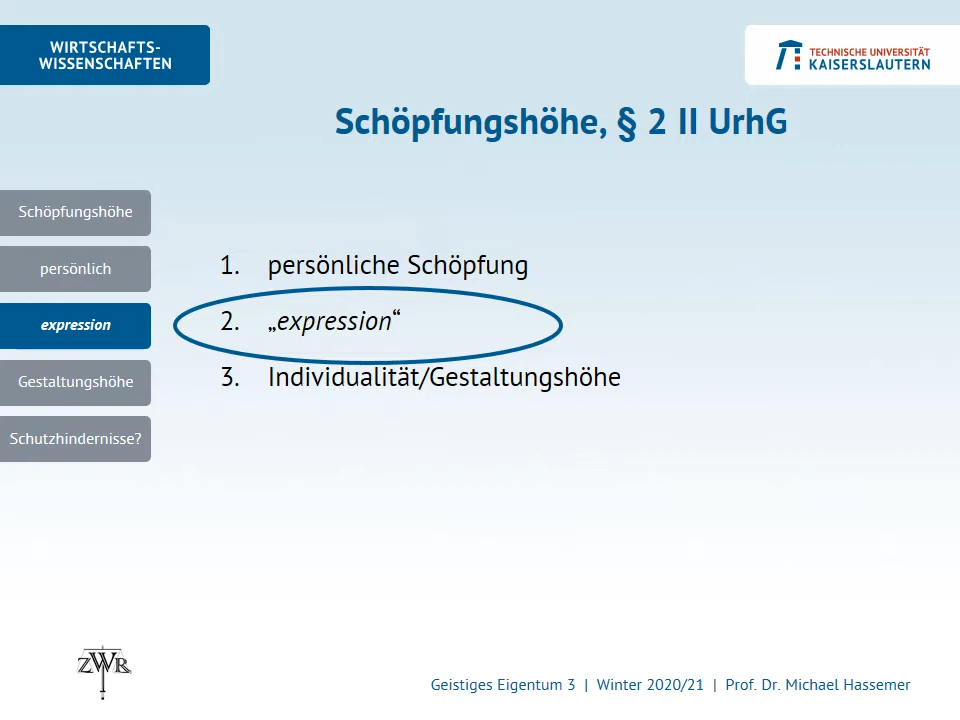 WIRTSCHAFTS-
WISSENSCHAFTEN
TECHNISCHE UNIVERSITÄT
KAISERSLAUTERN
Schöpfungshöhe, § 2 II UrhG
Schöpfungshöhe
persönlich
expression
Gestaltungshöhe
Schutzhindernisse?
1. persönliche Schöpfung
2. „expression“
3. Individualität/Gestaltungshöhe
ZWR
Geistiges Eigentum 3 | Winter 2020/21 | Prof. Dr. Michael Hassemer